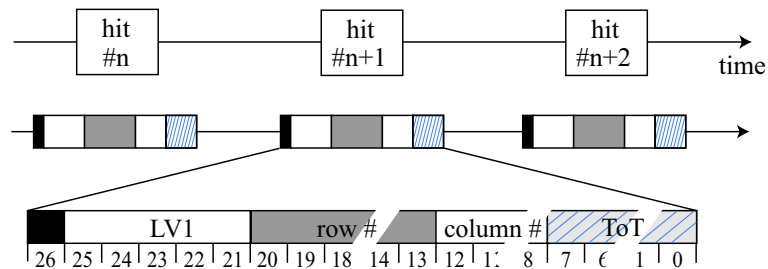 hit hit hit
#n #n+1 #n+2
time
LV1 row # column # ToT
26 25 24 23 22 21 20 19 18 14 13 12 8 7 1 0